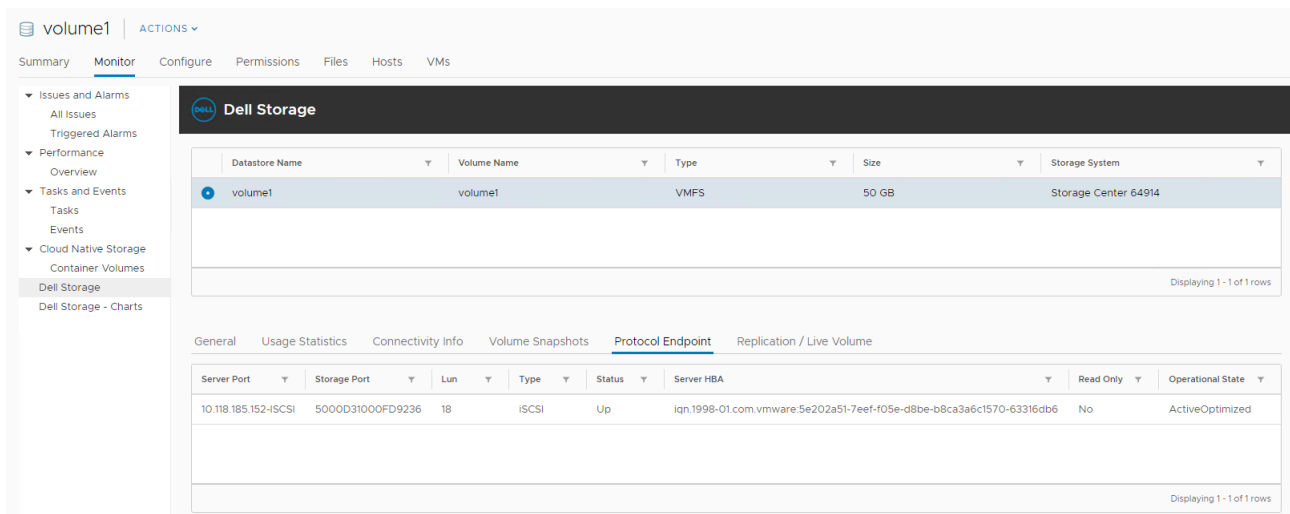 volume1 ACTIONS
Summary Monitor Configure Permissions Files Hosts VMs
Issues and Alarms
All Issues
Triggered Alarms
Performance
Overview
Tasks and Events
Tasks
Events
Cloud Native Storage
Container Volumes
Dell Storage
Dell Storage - Charts
DELL Dell Storage
Datastore Name Volume Name Type Size Storage System
volume1 volume1 VMFS 50 GB Storage Center 64914
Displaying 1 - 1 of 1 rows
General Usage Statistics Connectivity Info Volume Snapshots Protocol Endpoint Replication / Live Volume
Server Port Storage Port Lun Type Status Server HBA Read Only Operational State
10.118.185.152-ISCSI 5000D31000FD9236 18 iSCSI Up iqn.1998-01.com.vmware:5e202a51-7eef-f05e-d8be-b8ca3a6c1570-63316db6 No ActiveOptimized
Displaying 1 - 1 of 1 rows